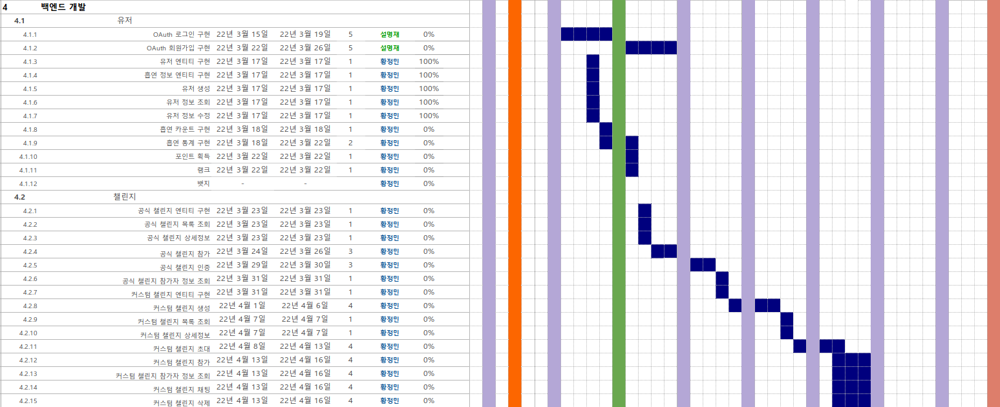 4 백엔드 개발
4.1 유저
4.1.1 OAuth 로그인 구현 22년 3월 15일 22년 3월 19일 5 설명재 0%
4.1.2 OAuth 회원가입 구현 22년 3월 22일 22년 3월 26일 5 설명재 0%
4.1.3 유저 엔티티 구현 22년 3월 17일 22년 3월 17일 1 황정민 100%
4.1.4 흡연 정보 엔티티 구현 22년 3월 17일 22년 3월 17일 1 황정민 100%
4.1.5 유저 생성 22년 3월 17일 22년 3월 17일 1 황정민 100%
4.1.6 유저 정보 조회 22년 3월 17일 22년 3월 17일 1 황정민 100%
4.1.7 유저 정보 수정 22년 3월 17일 22년 3월 17일 1 황정민 100%
4.1.8 흡연 카운트 구현 22년 3월 18일 22년 3월 18일 1 황정민 0%
4.1.9 흡연 통계 구현 22년 3월 18일 22년 3월 22일 2 황정민 0%
4.1.10 포인트 획득 22년 3월 22일 22년 3월 22일 1 황정민 0%
4.1.11 랭크 22년 3월 22일 22년 3월 22일 1 황정민 0%
4.1.12 뱃지 - - 황정민 0%
4.2 챌린지
4.2.1 공식 챌린지 엔티티 구현 22년 3월 23일 22년 3월 23일 1 황정민 0%
4.2.2 공식 챌린지 목록 조회 22년 3월 23일 22년 3월 23일 1 황정민 0%
4.2.3 공식 챌린지 상세정보 22년 3월 23일 22년 3월 23일 1 황정민 0%
4.2.4 공식 챌린지 참가 22년 3월 24일 22년 3월 26일 3 황정민 0%
4.2.5 공식 챌린지 인증 22년 3월 29일 22년 3월 30일 3 황정민 0%
4.2.6 공식 챌린지 참가자 정보 조회 22년 3월 31일 22년 3월 31일 1 황정민 0%
4.2.7 커스텀 챌린지 엔티티 구현 22년 3월 31일 22년 3월 31일 1 황정민 0%
4.2.8 커스텀 챌린지 생성 22년 4월 1일 22년 4월 6일 4 황정민 0%
4.2.9 커스텀 챌린지 목록 조회 22년 4월 7일 22년 4월 7일 1 황정민 0%
4.2.10 커스텀 챌린지 상세정보 22년 4월 7일 22년 4월 7일 1 황정민 0%
4.2.11 커스텀 챌린지 초대 22년 4월 8일 22년 4월 13일 4 황정민 0%
4.2.12 커스텀 챌린지 참가 22년 4월 13일 22년 4월 16일 4 황정민 0%
4.2.13 커스텀 챌린지 참가자 정보 조회 22년 4월 13일 22년 4월 16일 4 황정민 0%
4.2.14 커스텀 챌린지 채팅 22년 4월 13일 22년 4월 16일 4 황정민 0%
4.2.15 커스텀 챌린지 삭제 22년 4월 13일 22년 4월 16일 4 황정민 0%